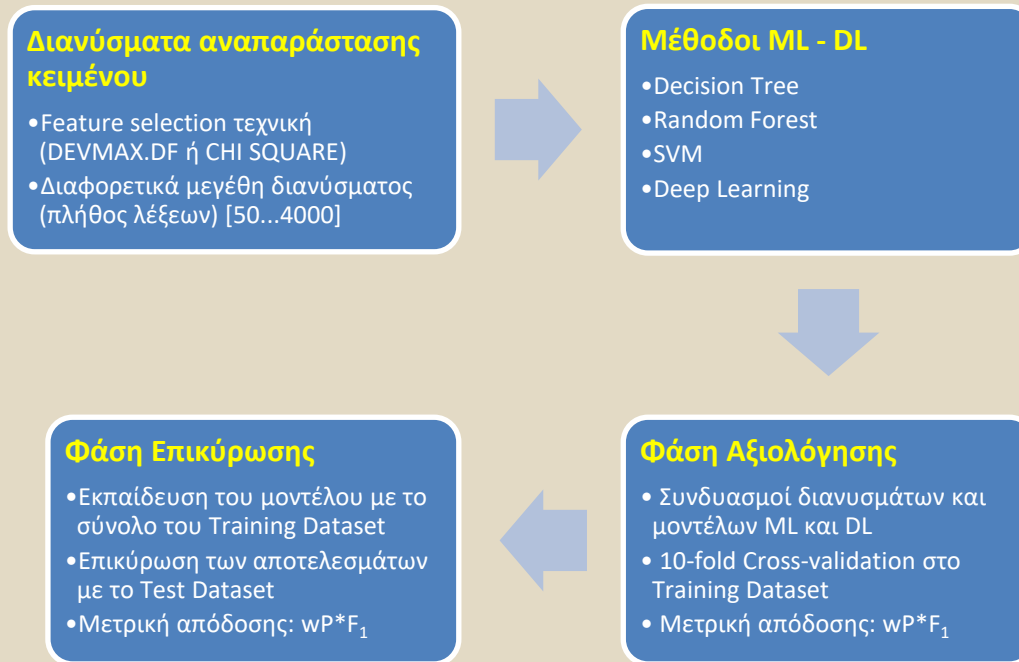 Διανύσματα αναπαράστασης
κειμένου
•Feature selection τεχνική
(DEVMAX.DF ή CHI SQUARE)
•Διαφορετικά μεγέθη διανύσματος
(πλήθος λέξεων) [50...4000]
Μέθοδοι ML - DL
•Decision Tree
•Random Forest
•SVM
•Deep Learning
Φάση Αξιολόγησης
• Συνδυασμοί διανυσμάτων και
μοντέλων ML και DL
• 10-fold Cross-validation στο
Training Dataset
• Μετρική απόδοσης: wP*F₁
Φάση Επικύρωσης
•Εκπαίδευση του μοντέλου με το
σύνολο του Training Dataset
•Επικύρωση των αποτελεσμάτων
με το Test Dataset
•Μετρική απόδοσης: wP*F₁